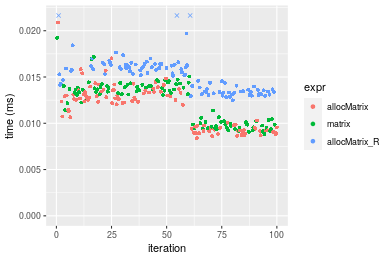 0.020
0.015
0.010
0.005
0.000
time (ms)
0
25
50
75
100
iteration
expr
allocMatrix
matrix
allocMatrix_R